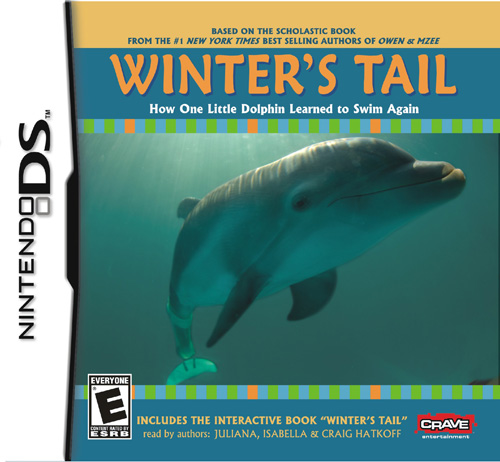 BASED ON THE SCHOLASTIC BOOK
FROM THE #1 NEW YORK TIMES BEST SELLING AUTHORS OF OWEN & MZEE
WINTER'S TAIL
How One Little Dolphin Learned to Swim Again
NINTENDO DS™
EVERYONE
E
CONTENT RATED BY
ESRB
INCLUDES THE INTERACTIVE BOOK "WINTER'S TAIL"
read by authors: JULIANA, ISABELLA & CRAIG HATKOFF
CRAVE
entertainment